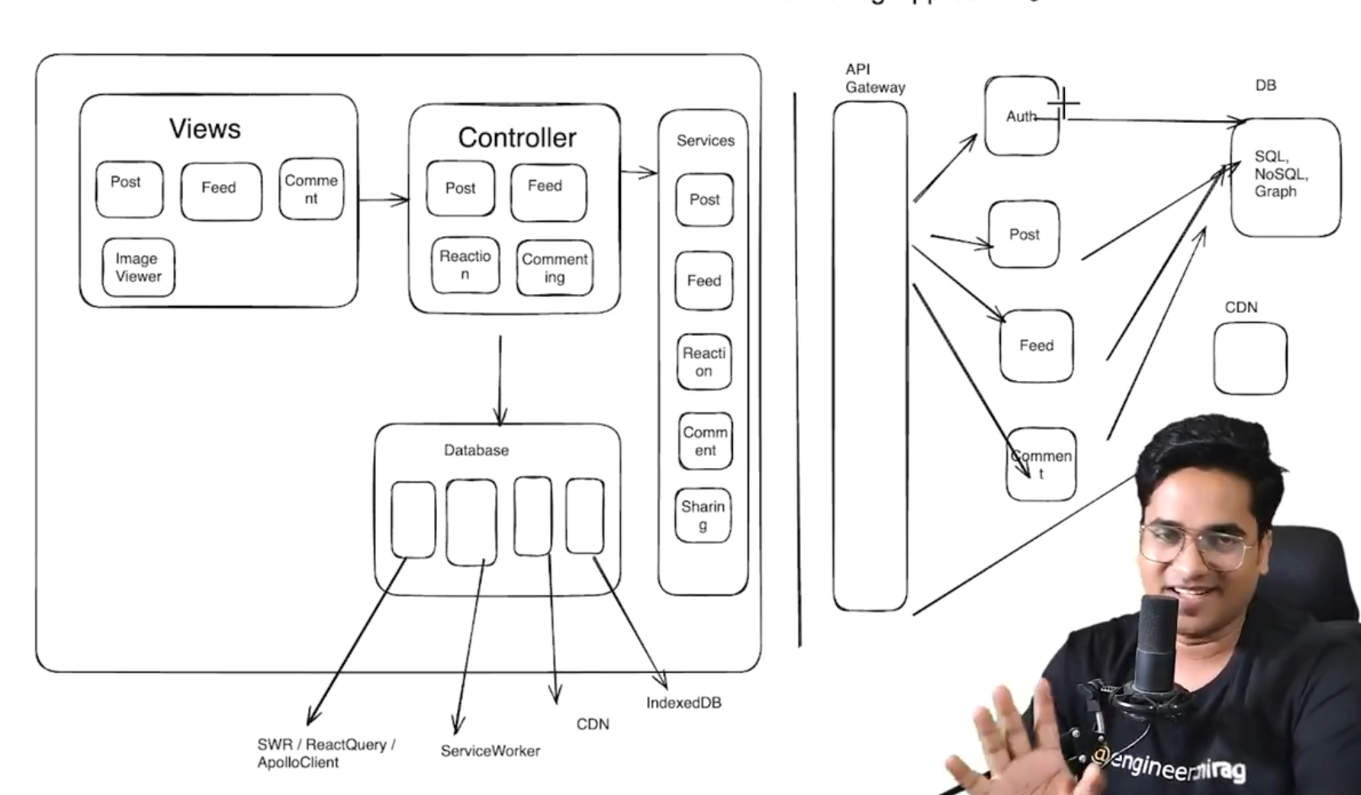 Views
Post
Feed
Comme
nt
Image
Viewer
Controller
Post
Feed
Reactio
n
Comment
ing
Services
Post
Feed
Reacti
on
Comm
ent
Sharin
g
Database
SWR / ReactQuery /
ApolloClient
ServiceWorker
CDN
IndexedDB
API
Gateway
Auth
Post
Feed
Commen
t
DB
SQL,
NoSQL,
Graph
CDN